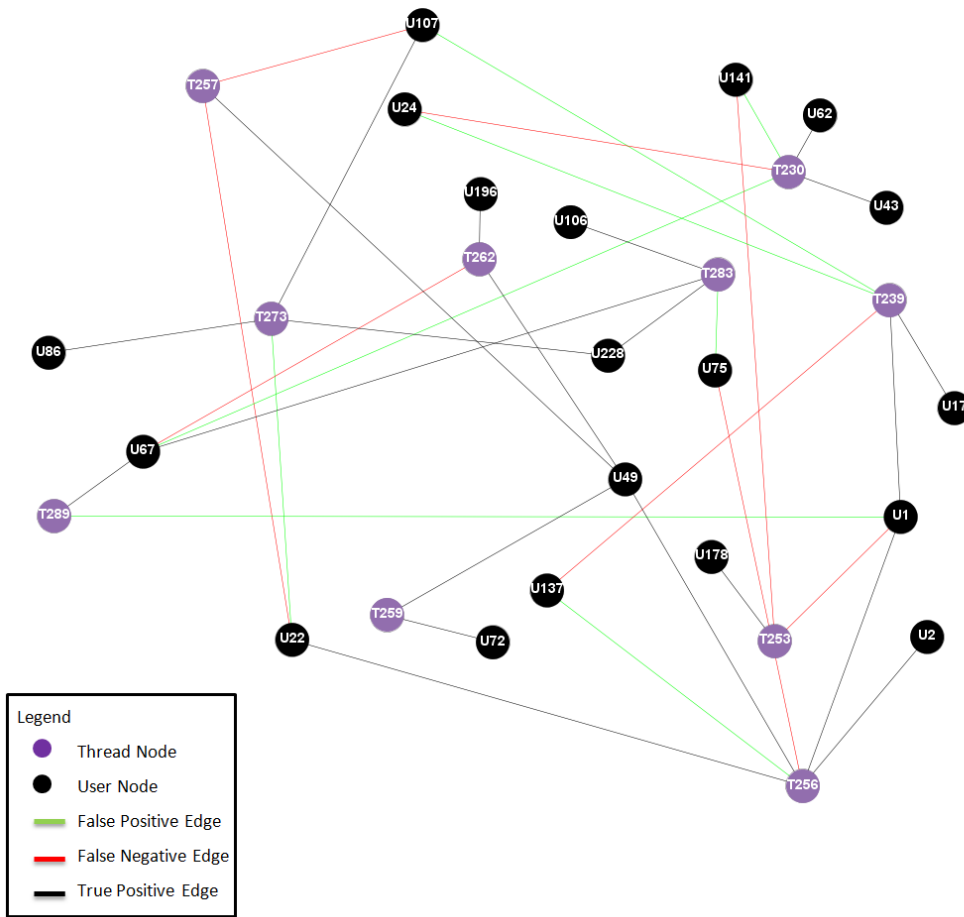 U107
U141
T257
U24
U62
T230
U196
U43
U106
T262
T283
T239
T273
U86
U228
U75
U17
U67
U49
T289
U1
U178
U137
T259
U2
U22
U72
T253
T256
Legend
Thread Node
User Node
False Positive Edge
False Negative Edge
True Positive Edge